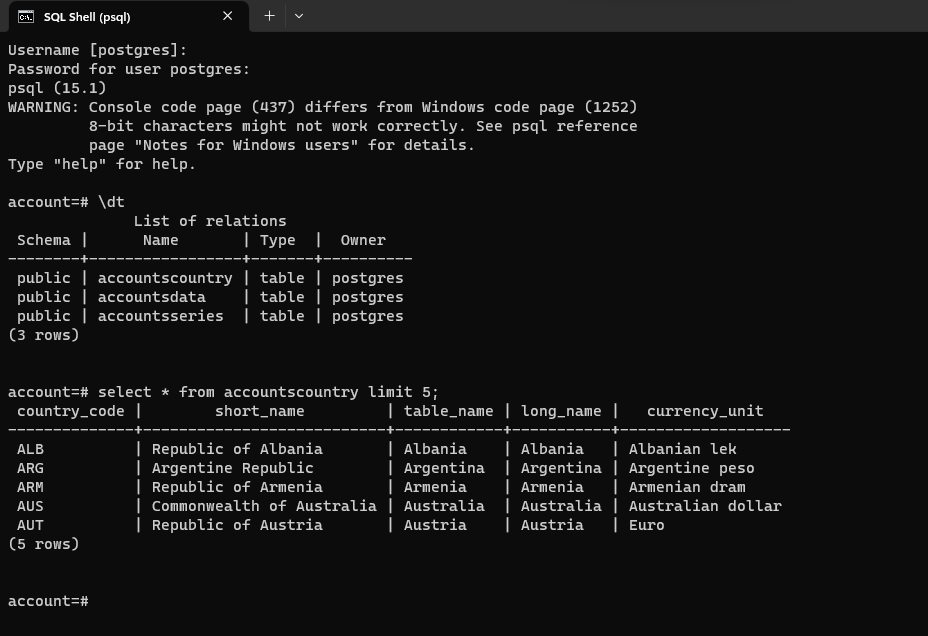 SQL Shell (psql)
Username [postgres]:
Password for user postgres:
psql (15.1)
WARNING: Console code page (437) differs from Windows code page (1252)
         8-bit characters might not work correctly. See psql reference
         page "Notes for Windows users" for details.
Type "help" for help.

account=# \dt
              List of relations
 Schema |      Name       | Type  |  Owner
--------+-----------------+-------+----------
 public | accountscountry | table | postgres
 public | accountsdata    | table | postgres
 public | accountsseries  | table | postgres
(3 rows)


account=# select * from accountscountry limit 5;
 country_code |        short_name         | table_name | long_name |   currency_unit
--------------+---------------------------+------------+-----------+-------------------
 ALB          | Republic of Albania       | Albania    | Albania   | Albanian lek
 ARG          | Argentine Republic        | Argentina  | Argentina | Argentine peso
 ARM          | Republic of Armenia       | Armenia    | Armenia   | Armenian dram
 AUS          | Commonwealth of Australia | Australia  | Australia | Australian dollar
 AUT          | Republic of Austria       | Austria    | Austria   | Euro
(5 rows)


account=#